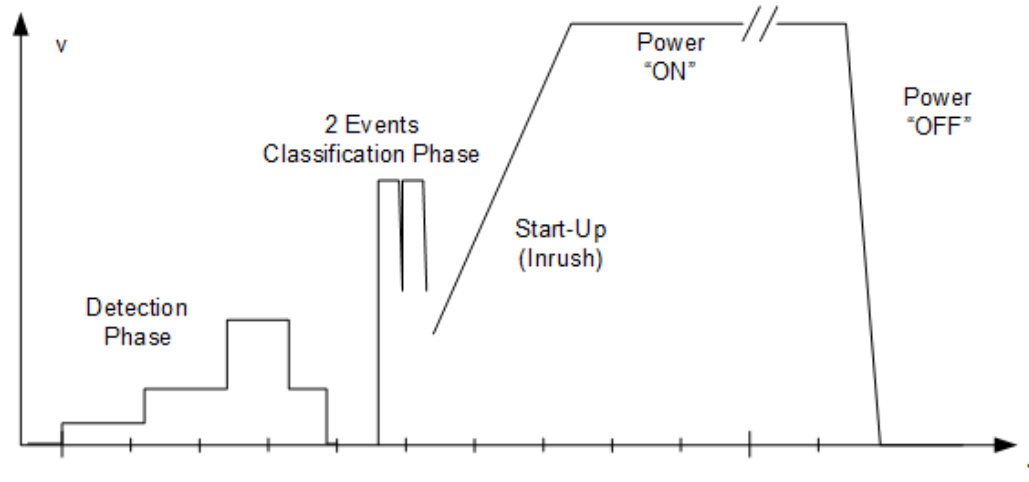 v
Power
“ON”
Power
“OFF”
2 Events
Classification Phase
Start-Up
(Inrush)
Detection
Phase